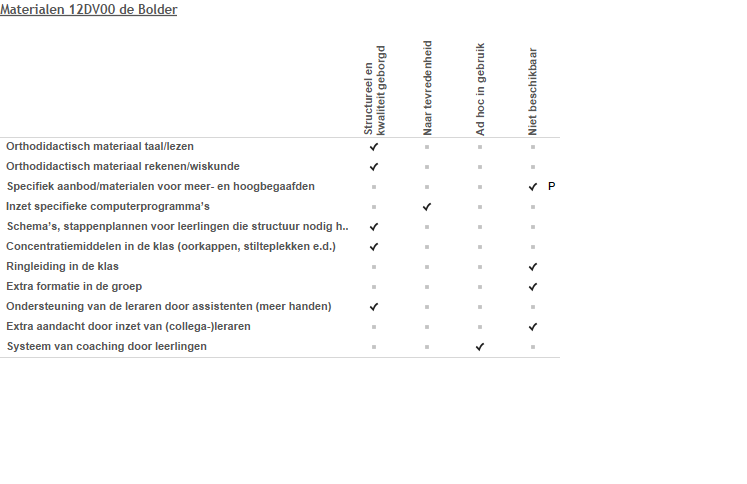 Materialen 12DV00 de Bolder
Structureel en
kwaliteit geborgd
Naar tevredenheid
Ad hoc in gebruik
Niet beschikbaar
Orthodidactisch materiaal taal/lezen
Orthodidactisch materiaal rekenen/wiskunde
Specifiek aanbod/materialen voor meer- en hoogbegaafden P
Inzet specifieke computerprogramma's
Schema's, stappenplannen voor leerlingen die structuur nodig h..
Concentratiemiddelen in de klas (oorkappen, stilteplekken e.d.)
Ringleiding in de klas
Extra formatie in de groep
Ondersteuning van de leraren door assistenten (meer handen)
Extra aandacht door inzet van (collega-)leraren
Systeem van coaching door leerlingen